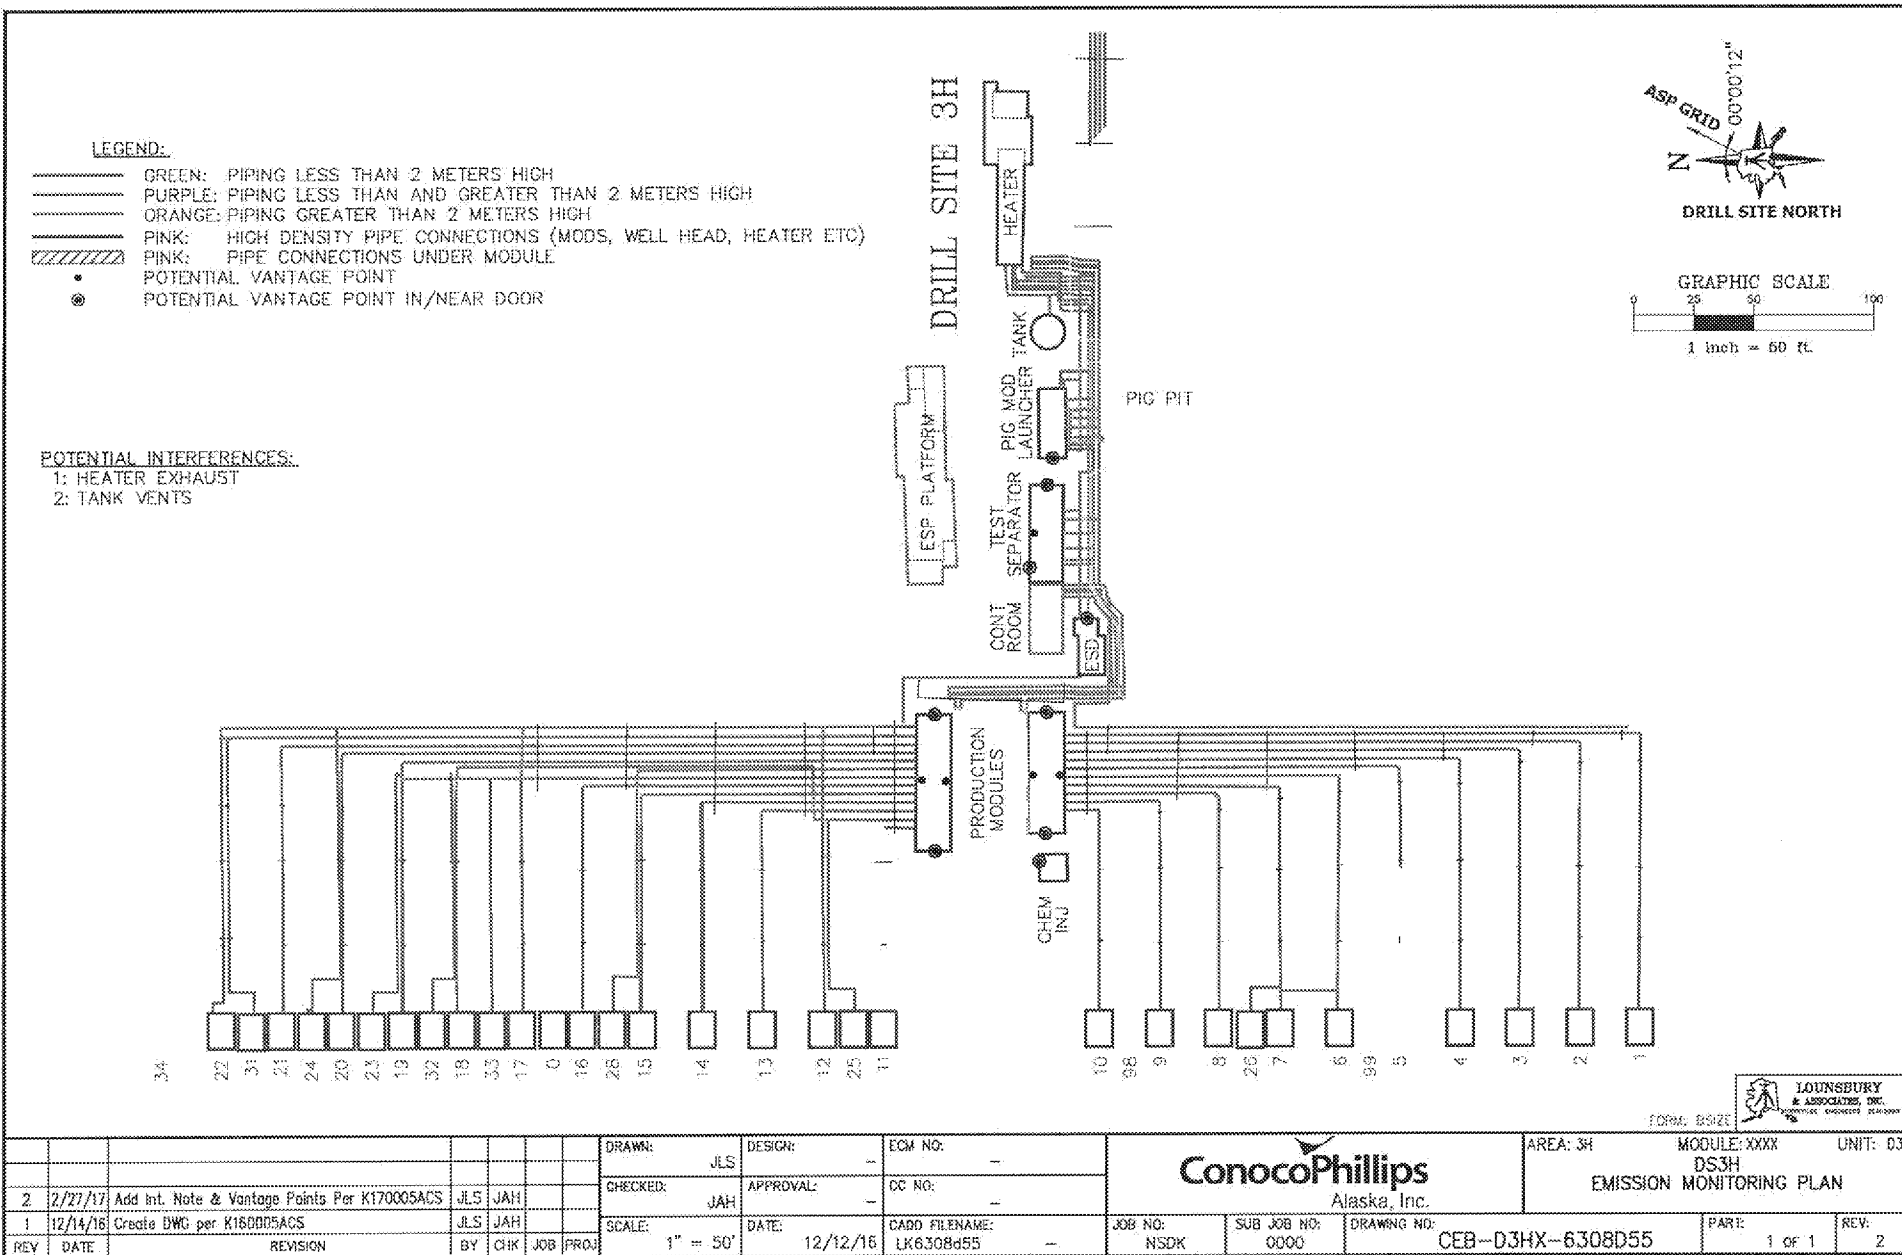 LEGEND:
GREEN: PIPING LESS THAN 2 METERS HIGH
PURPLE: PIPING LESS THAN AND GREATER THAN 2 METERS HIGH
ORANGE: PIPING GREATER THAN 2 METERS HIGH
PINK: HIGH DENSITY PIPE CONNECTIONS (MODS, WELL HEAD, HEATER ETC)
PINK: PIPE CONNECTIONS UNDER MODULE
POTENTIAL VANTAGE POINT
POTENTIAL VANTAGE POINT IN/NEAR DOOR
POTENTIAL INTERFERENCES:
1: HEATER EXHAUST
2: TANK VENTS
DRILL SITE 3H
HEATER
TANK
PIG MOD
LAUNCHER
PIG PIT
ESP PLATFORM
TEST
SEPARATOR
CONT
ROOM
ESD
PRODUCTION
MODULES
CHEM
INJ
ASP GRID
00°00'12"
N
DRILL SITE NORTH
GRAPHIC SCALE
0 25 50 100
34 22 31 21 24 20 23 19 32 18 33 17 0 16 28 15 14 13 12 25 11
10 98 9 8 26 7 6 99 5 4 3 2 1
FORM: BSIZE
LOUNSBURY
& ASSOCIATES, INC.
2 2/27/17 Add Int. Note & Vantage Points Per K170005ACS JLS JAH
1 12/14/16 Create DWG per K160005ACS JLS JAH
REV DATE REVISION BY CHK JOB PROJ
DRAWN: JLS
DESIGN: –
ECM NO: –
CHECKED: JAH
APPROVAL: –
CC NO: –
SCALE: 1" = 50'
DATE: 12/12/16
CADD FILENAME: LK6308d55 –
ConocoPhillips
Alaska, Inc.
AREA: 3H MODULE: XXXX UNIT: D3
DS3H
EMISSION MONITORING PLAN
JOB NO: NSDK
SUB JOB NO: 0000
DRAWING NO: CEB-D3HX-6308D55
PART: 1 OF 1
REV: 2